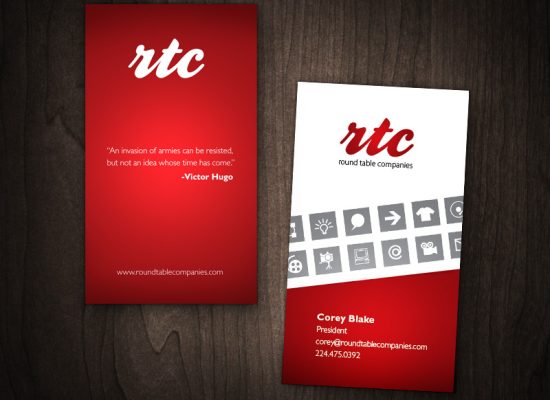 rtc
“An invasion of armies can be resisted,
but not an idea whose time has come.”
-Victor Hugo
www.roundtablecompanies.com
rtc
round table companies
@
Corey Blake
President
corey@roundtablecompanies.com
224.475.0392